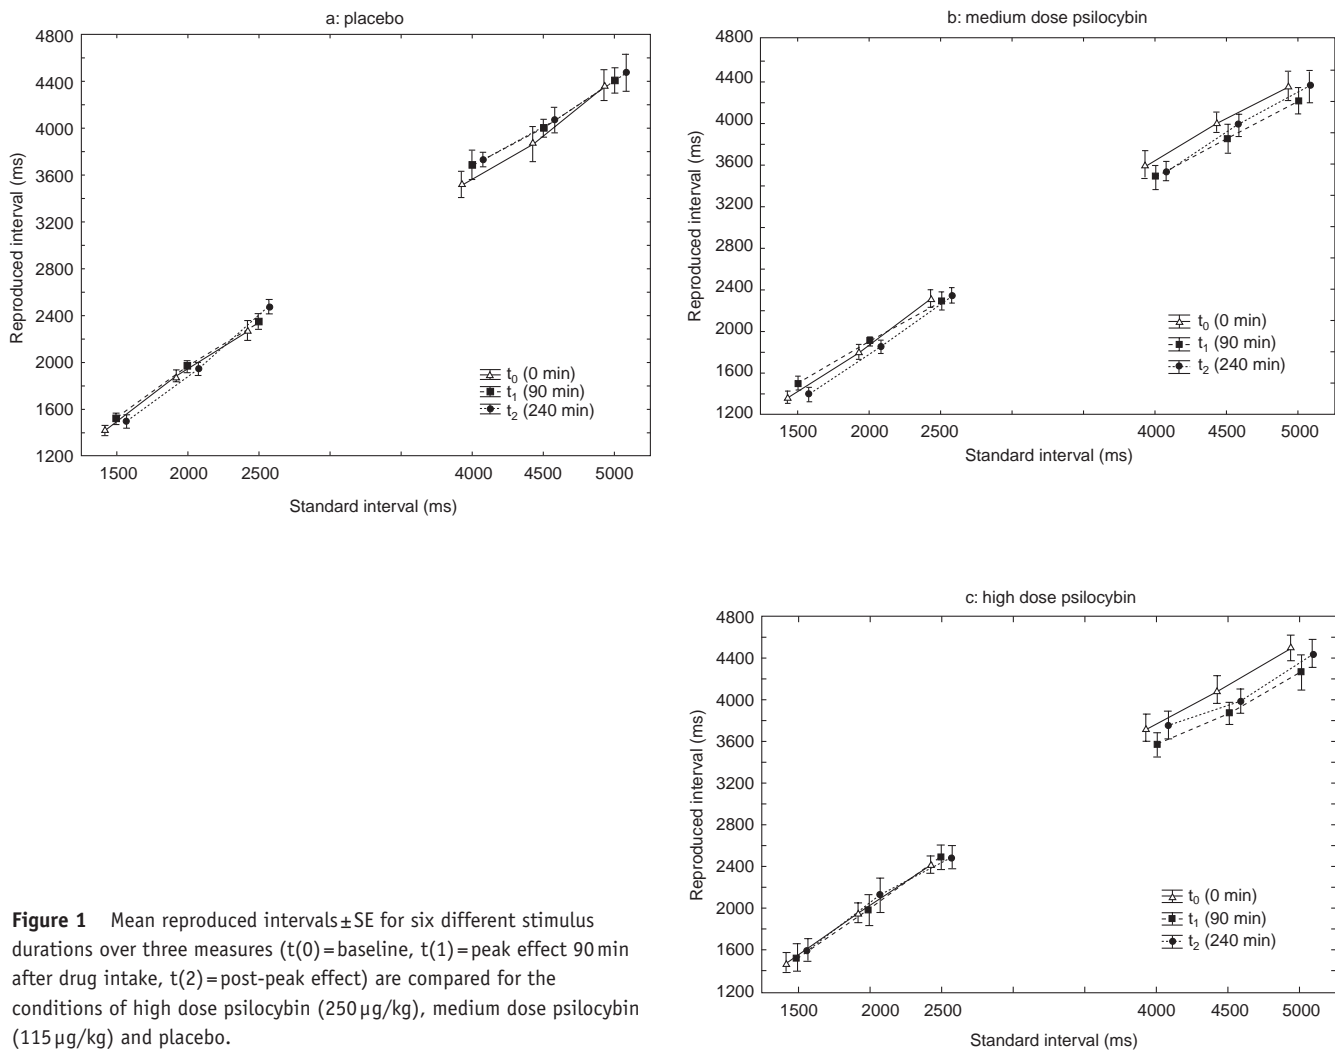 a: placebo
4800
4400
4000
3600
3200
2800
2400
2000
1600
1200
Reproduced interval (ms)
t0 (0 min)
t1 (90 min)
t2 (240 min)
1500 2000 2500 4000 4500 5000
Standard interval (ms)
b: medium dose psilocybin
4800
4400
4000
3600
3200
2800
2400
2000
1600
1200
Reproduced interval (ms)
t0 (0 min)
t1 (90 min)
t2 (240 min)
1500 2000 2500 4000 4500 5000
Standard interval (ms)
c: high dose psilocybin
4800
4400
4000
3600
3200
2800
2400
2000
1600
1200
Reproduced interval (ms)
t0 (0 min)
t1 (90 min)
t2 (240 min)
1500 2000 2500 4000 4500 5000
Standard interval (ms)
Figure 1 Mean reproduced intervals±SE for six different stimulus
durations over three measures (t(0)=baseline, t(1)=peak effect 90 min
after drug intake, t(2)=post-peak effect) are compared for the
conditions of high dose psilocybin (250 µg/kg), medium dose psilocybin
(115 µg/kg) and placebo.